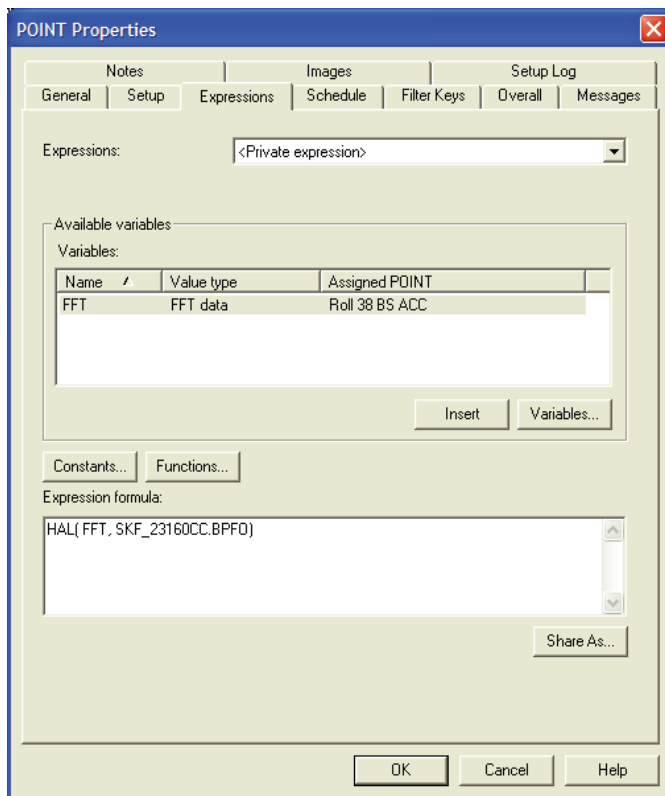 POINT Properties
Notes Images Setup Log
General Setup Expressions Schedule Filter Keys Overall Messages
Expressions: <Private expression>
Available variables
Variables:
Name Value type Assigned POINT
FFT FFT data Roll 38 BS ACC
Insert Variables...
Constants... Functions...
Expression formula:
HAL( FFT, SKF_23160CC.BPFO)
Share As...
OK Cancel Help